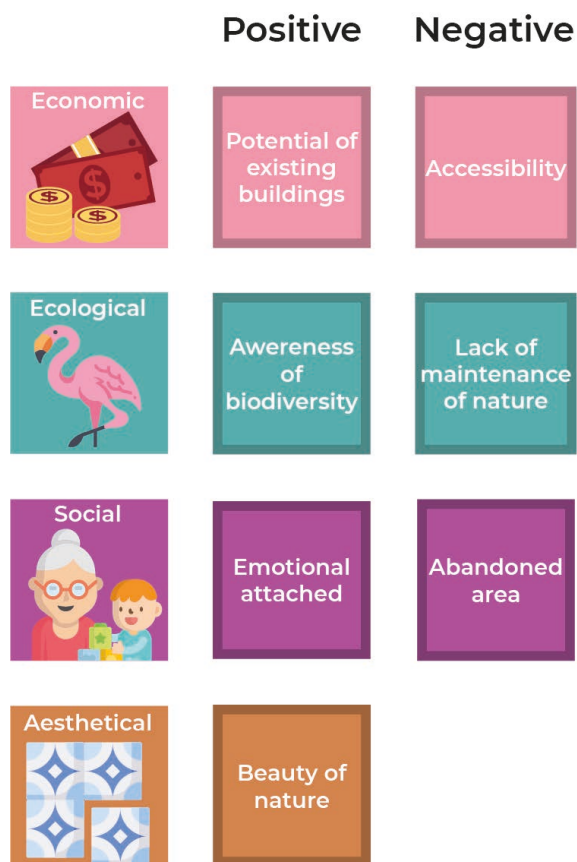 Positive
Negative
Economic
Potential of
existing
buildings
Accessibility
Ecological
Awereness
of
biodiversity
Lack of
maintenance
of nature
Social
Emotional
attached
Abandoned
area
Aesthetical
Beauty of
nature